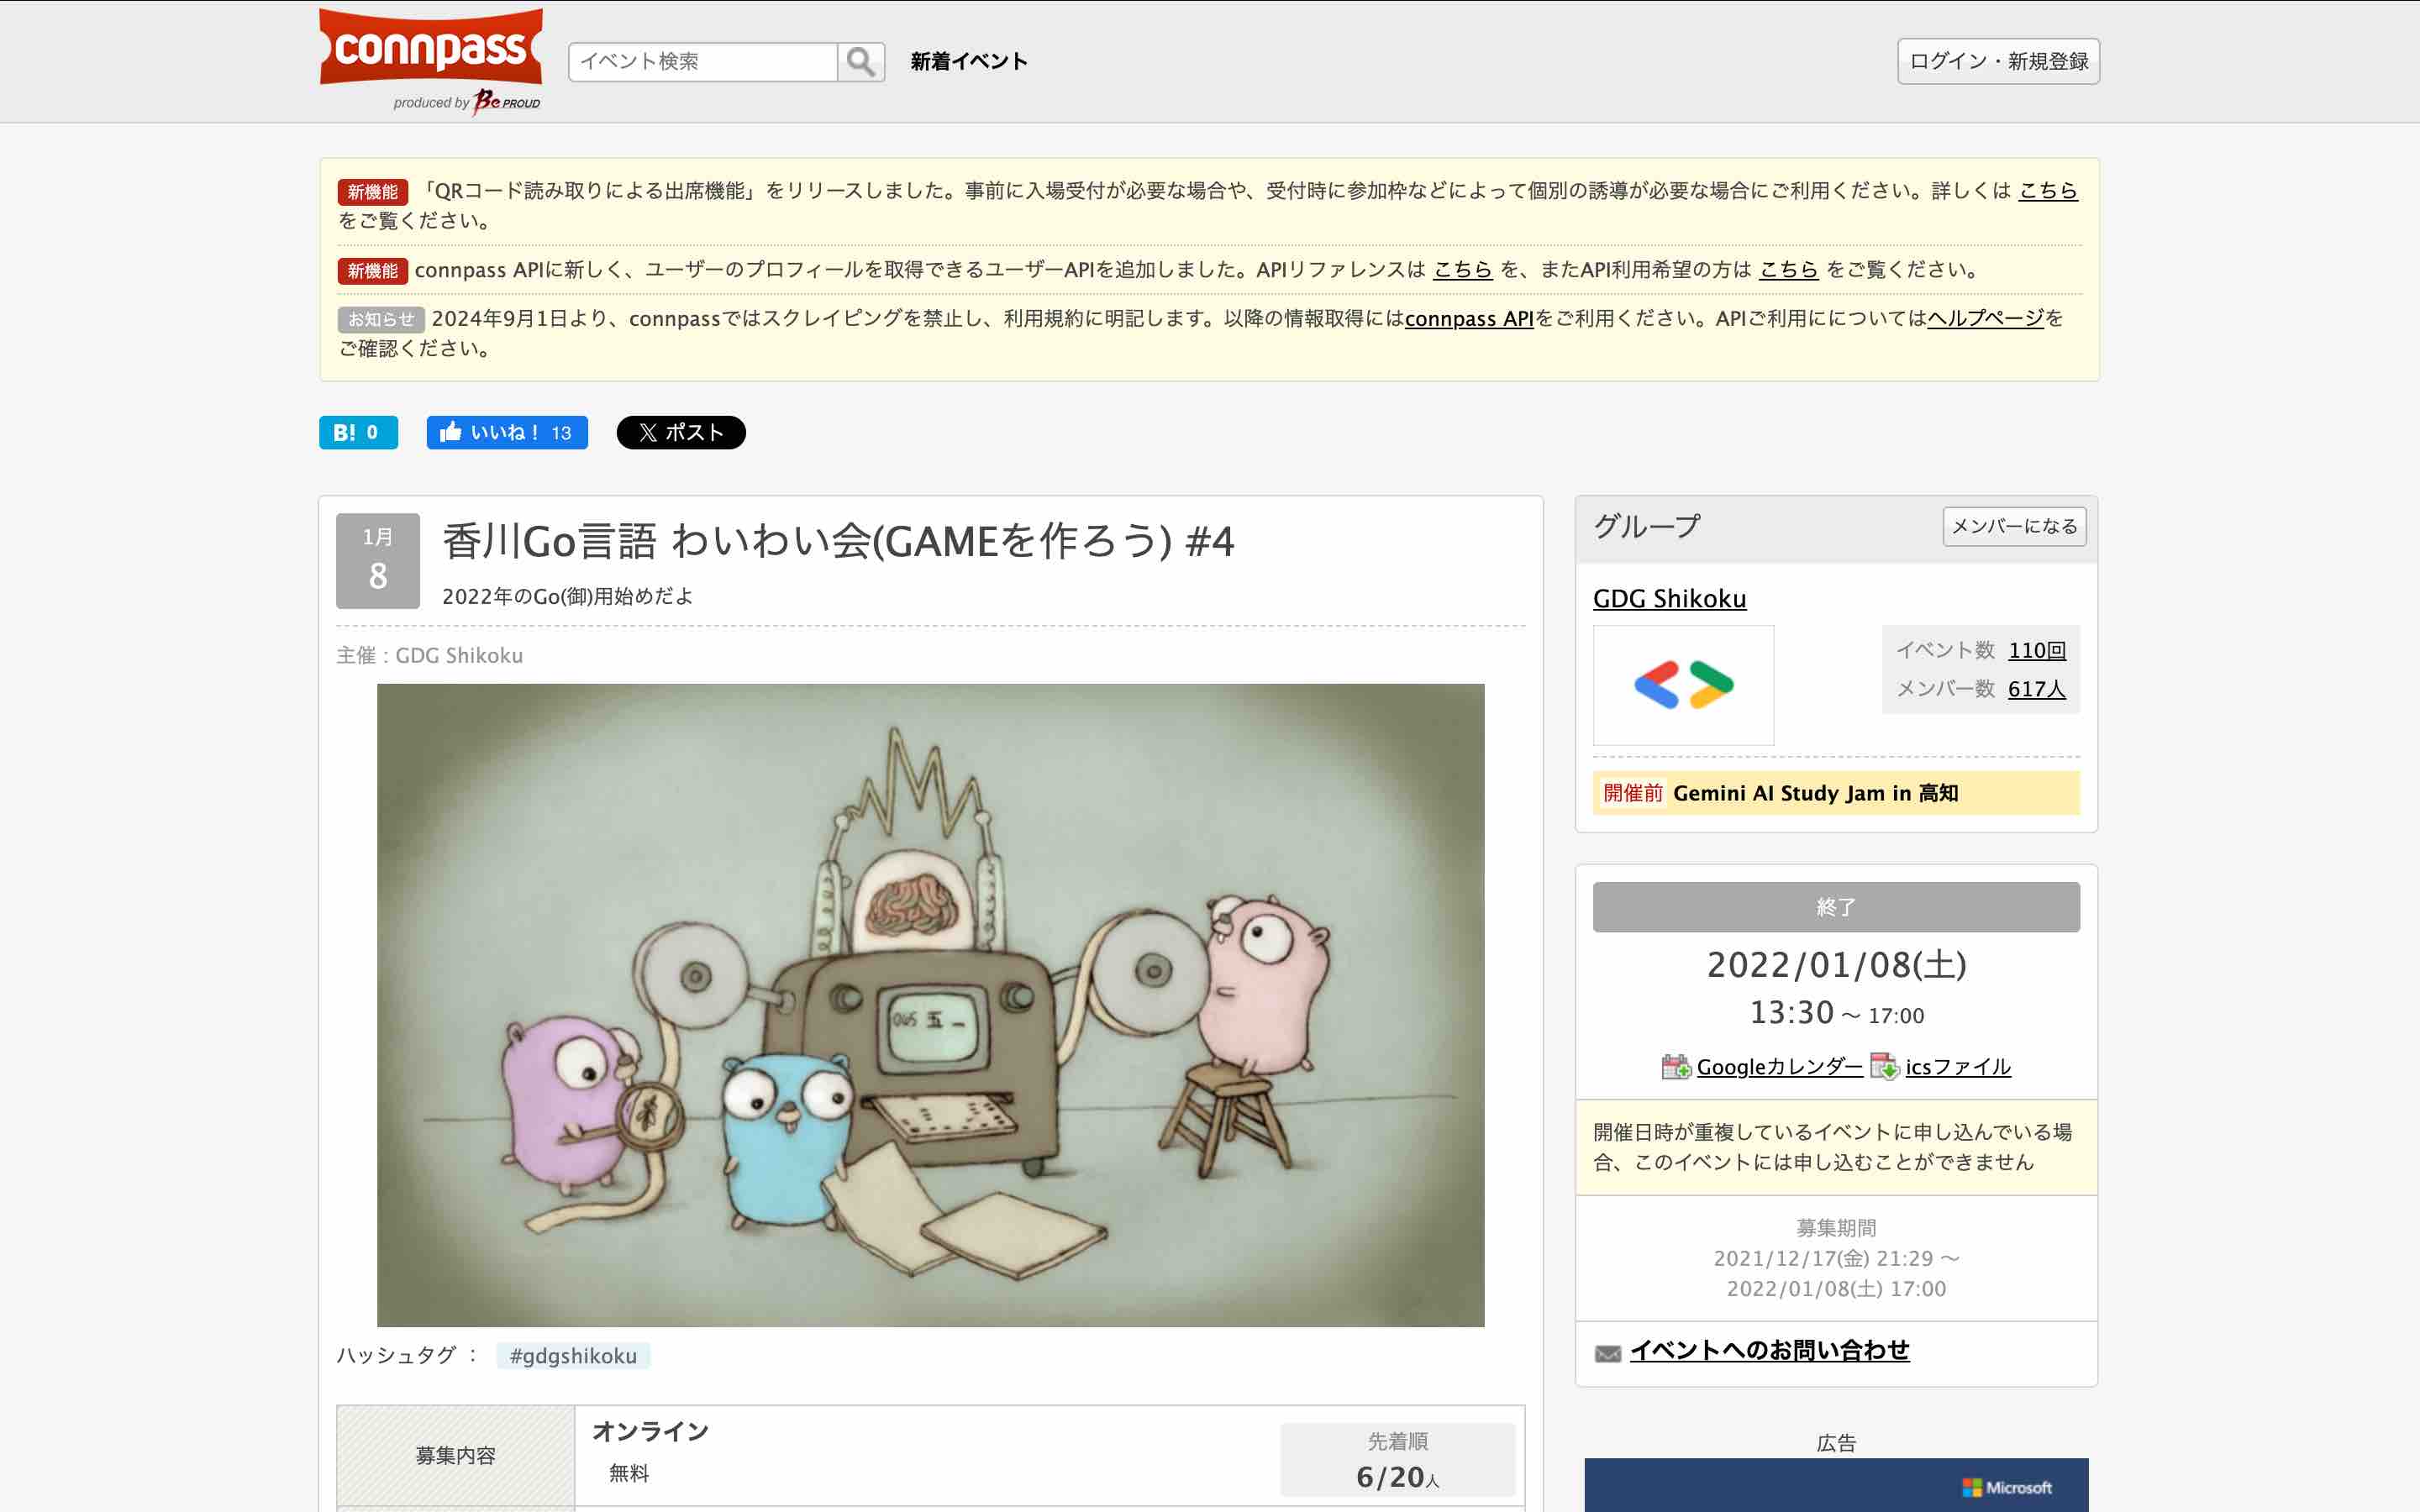 connpass
produced by Be PROUD
イベント検索
新着イベント
ログイン・新規登録
新機能 「QRコード読み取りによる出席機能」をリリースしました。事前に入場受付が必要な場合や、受付時に参加枠などによって個別の誘導が必要な場合にご利用ください。詳しくは こちら
をご覧ください。
新機能 connpass APIに新しく、ユーザーのプロフィールを取得できるユーザーAPIを追加しました。APIリファレンスは こちら を、またAPI利用希望の方は こちら をご覧ください。
お知らせ 2024年9月1日より、connpassではスクレイピングを禁止し、利用規約に明記します。以降の情報取得にはconnpass APIをご利用ください。APIご利用にについてはヘルプページを
ご確認ください。
B! 0
いいね！ 13
X ポスト
1月
8
香川Go言語 わいわい会(GAMEを作ろう) #4
2022年のGo(御)用始めだよ
主催 : GDG Shikoku
045 五 _
ハッシュタグ ： #gdgshikoku
募集内容
オンライン
無料
先着順
6/20人
グループ
メンバーになる
GDG Shikoku
イベント数 110回
メンバー数 617人
開催前 Gemini AI Study Jam in 高知
終了
2022/01/08(土)
13:30 〜 17:00
Googleカレンダー icsファイル
開催日時が重複しているイベントに申し込んでいる場
合、このイベントには申し込むことができません
募集期間
2021/12/17(金) 21:29 〜
2022/01/08(土) 17:00
イベントへのお問い合わせ
広告
Microsoft